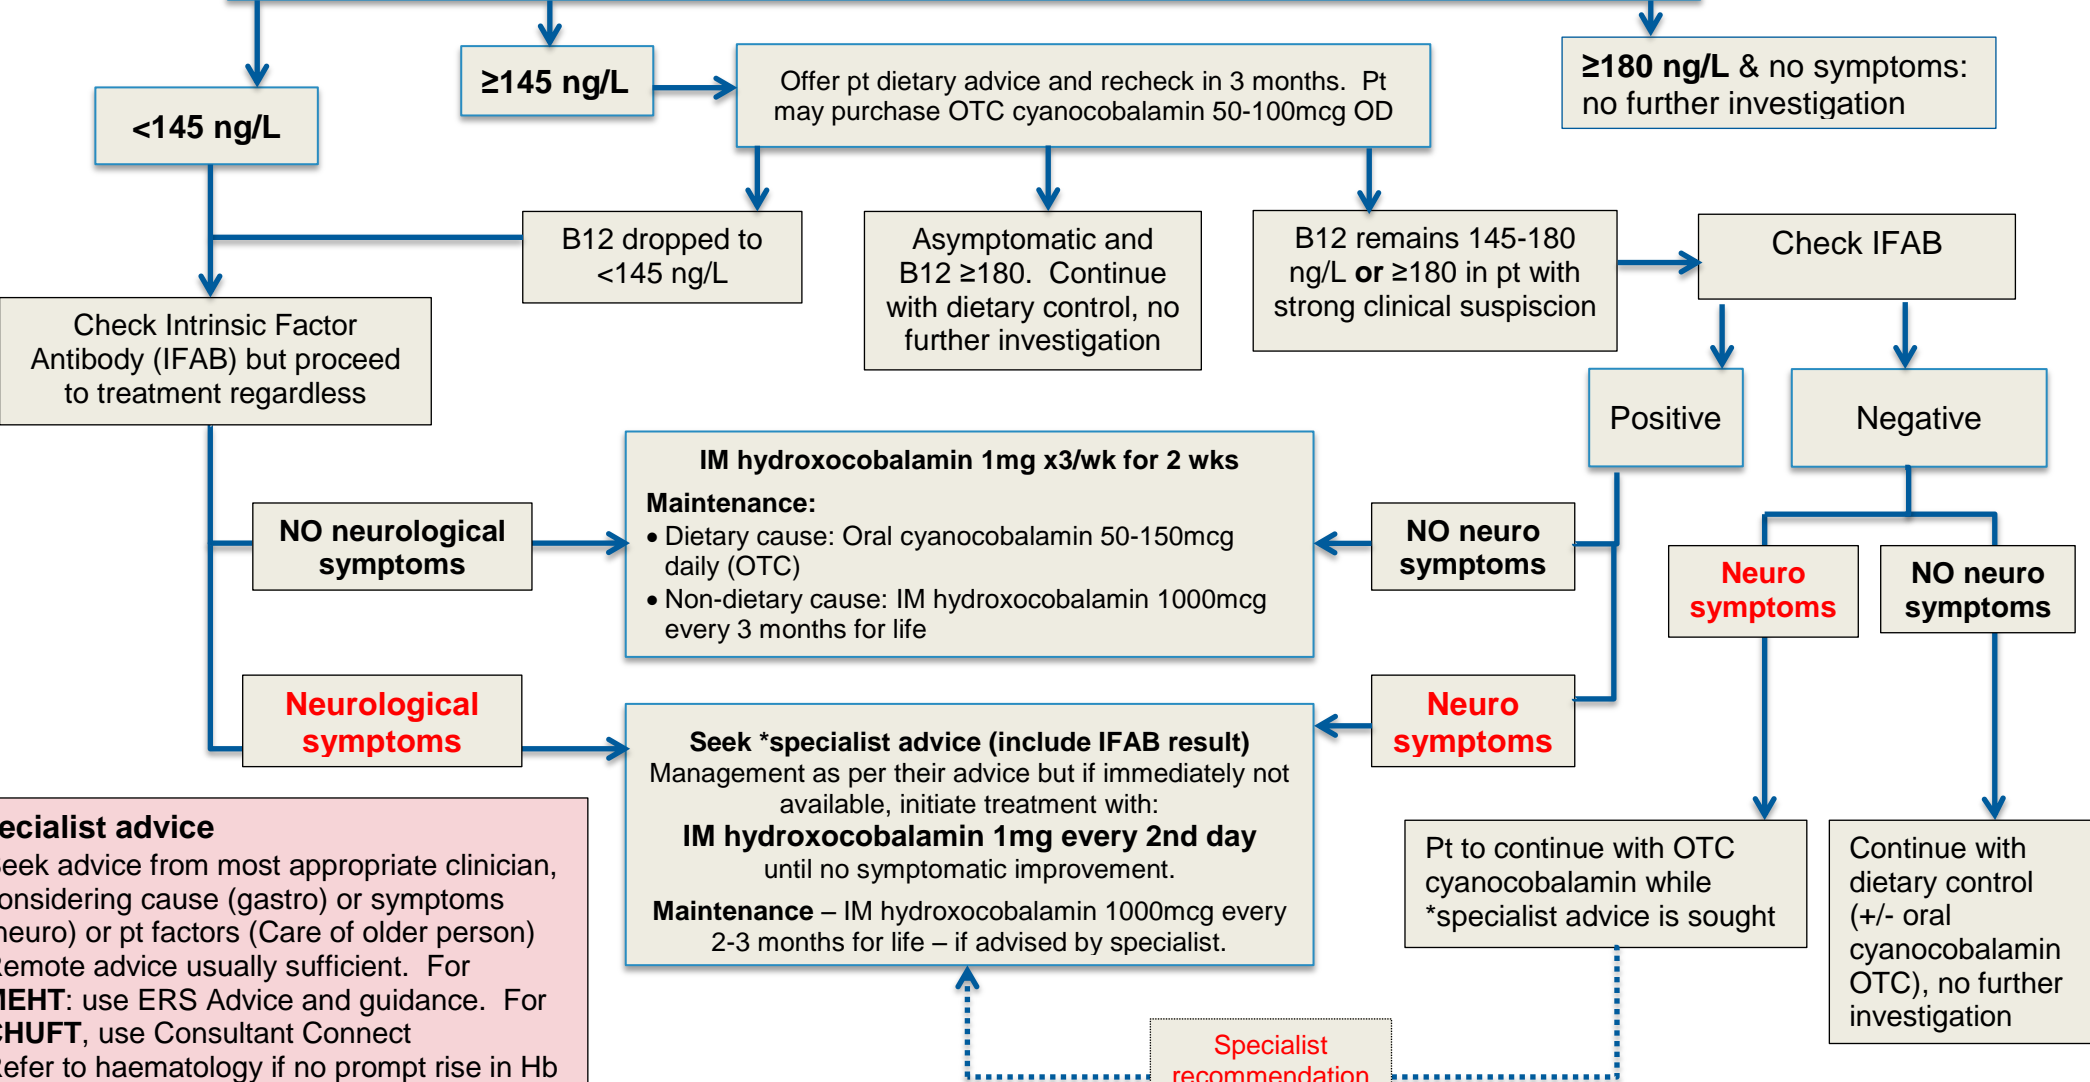 <145 ng/L
≥145 ng/L
Offer pt dietary advice and recheck in 3 months.  Pt
may purchase OTC cyanocobalamin 50-100mcg OD
≥180 ng/L & no symptoms:
no further investigation
B12 dropped to
<145 ng/L
Asymptomatic and
B12 ≥180.  Continue
with dietary control, no
further investigation
B12 remains 145-180
ng/L or ≥180 in pt with
strong clinical suspiscion
Check IFAB
Check Intrinsic Factor
Antibody (IFAB) but proceed
to treatment regardless
Positive
Negative
NO neurological
symptoms
IM hydroxocobalamin 1mg x3/wk for 2 wks
Maintenance:
• Dietary cause: Oral cyanocobalamin 50-150mcg
daily (OTC)
• Non-dietary cause: IM hydroxocobalamin 1000mcg
every 3 months for life
NO neuro
symptoms
Neuro
symptoms
NO neuro
symptoms
Neurological
symptoms
Seek *specialist advice (include IFAB result)
Management as per their advice but if immediately not
available, initiate treatment with:
IM hydroxocobalamin 1mg every 2nd day
until no symptomatic improvement.
Maintenance – IM hydroxocobalamin 1000mcg every
2-3 months for life – if advised by specialist.
Neuro
symptoms
Pt to continue with OTC
cyanocobalamin while
*specialist advice is sought
Continue with
dietary control
(+/- oral
cyanocobalamin
OTC), no further
investigation
advice
advice from most appropriate clinician,
cause (gastro) or symptoms
or pt factors (Care of older person)
advice usually sufficient.  For
: use ERS Advice and guidance.  For
, use Consultant Connect
to haematology if no prompt rise in Hb
Specialist
recommendation